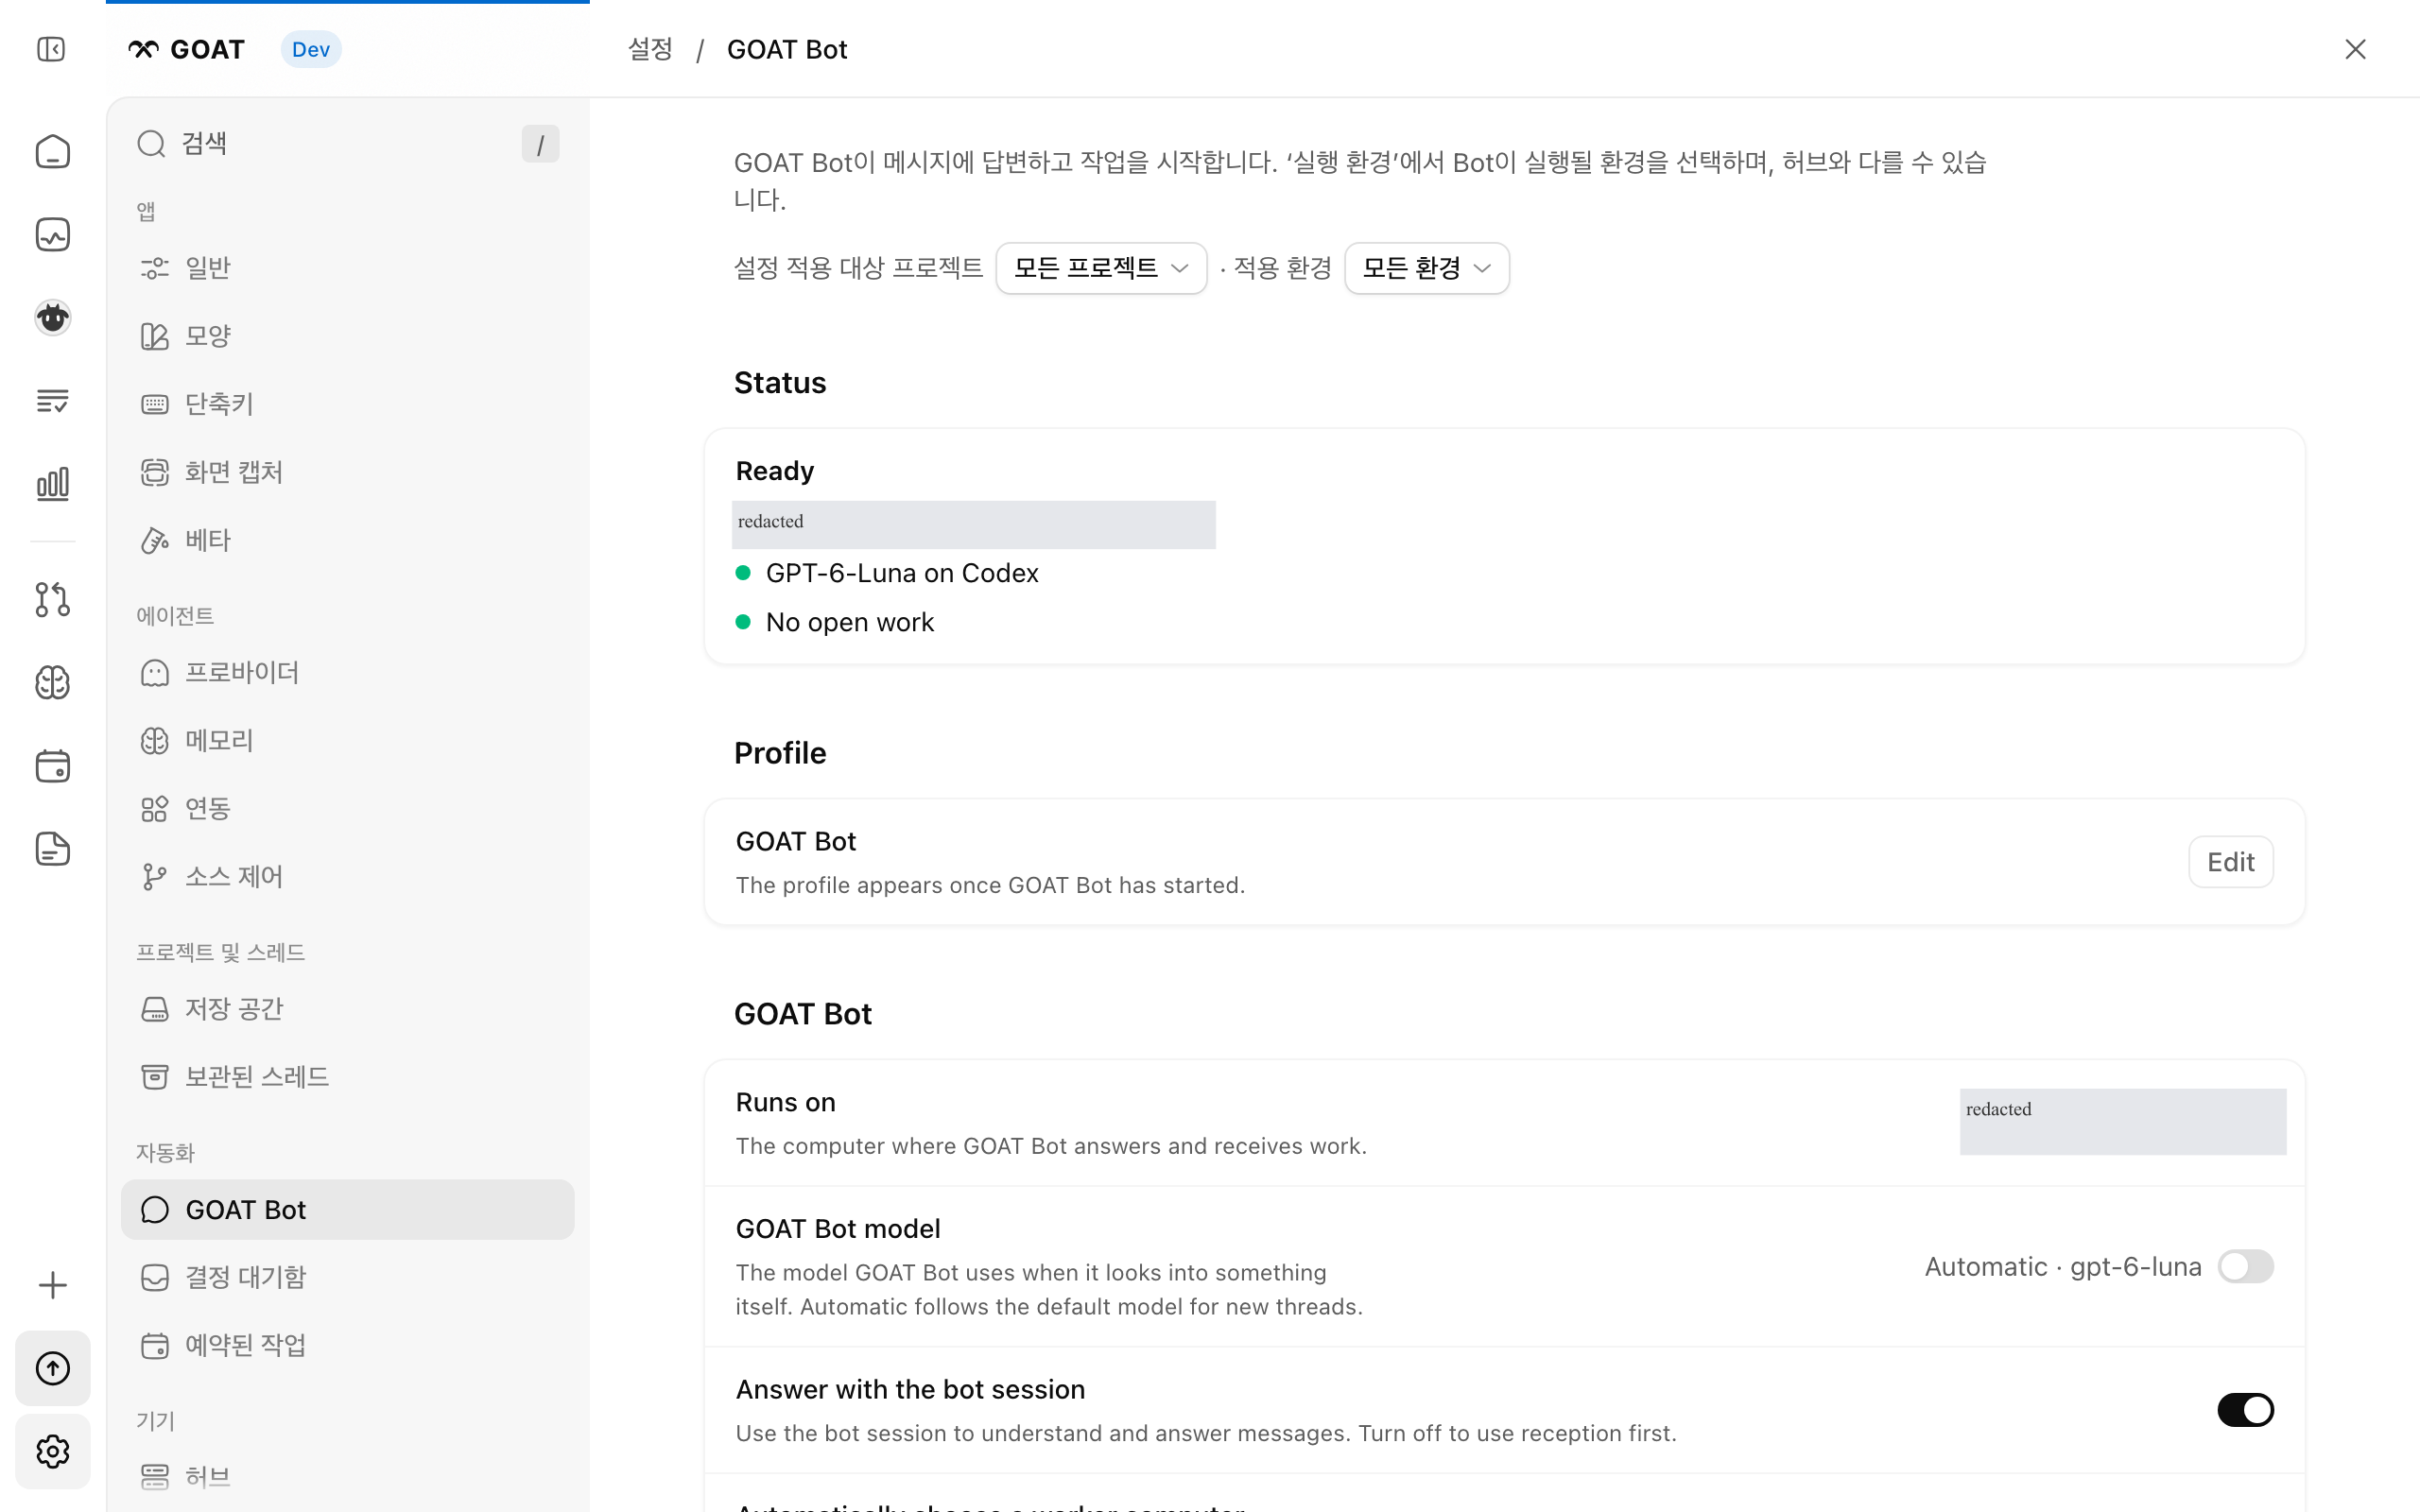 GOAT Dev
설정 / GOAT Bot
검색 /
앱
일반
모양
단축키
화면 캡처
베타
에이전트
프로바이더
메모리
연동
소스 제어
프로젝트 및 스레드
저장 공간
보관된 스레드
자동화
GOAT Bot
결정 대기함
예약된 작업
기기
허브
GOAT Bot이 메시지에 답변하고 작업을 시작합니다. ‘실행 환경’에서 Bot이 실행될 환경을 선택하며, 허브와 다를 수 있습
니다.
설정 적용 대상 프로젝트 모든 프로젝트 · 적용 환경 모든 환경
Status
Ready
redacted
GPT-6-Luna on Codex
No open work
Profile
GOAT Bot
The profile appears once GOAT Bot has started.
Edit
GOAT Bot
Runs on
The computer where GOAT Bot answers and receives work.
redacted
GOAT Bot model
The model GOAT Bot uses when it looks into something
itself. Automatic follows the default model for new threads.
Automatic · gpt-6-luna
Answer with the bot session
Use the bot session to understand and answer messages. Turn off to use reception first.
Automatically choose a worker computer